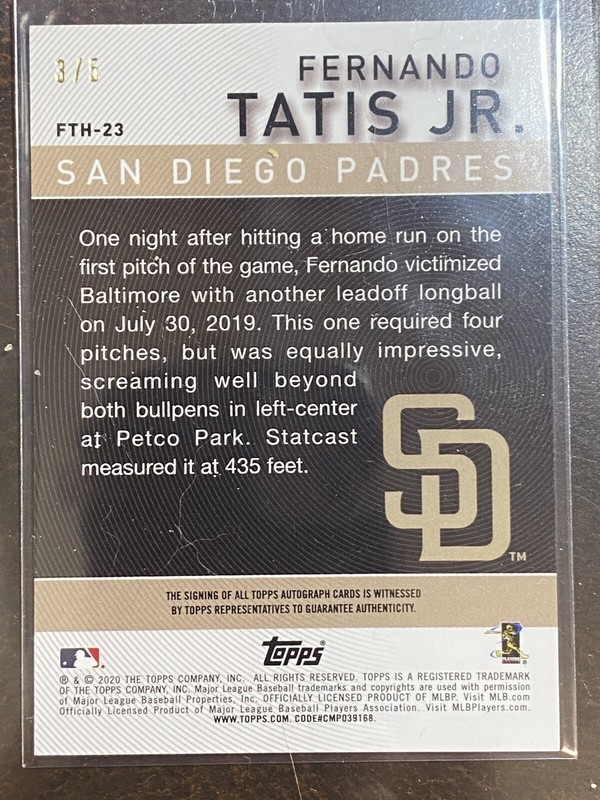 3/5
FERNANDO
TATIS JR.
FTH-23
SAN DIEGO PADRES
One night after hitting a home run on the
first pitch of the game, Fernando victimized
Baltimore with another leadoff longball
on July 30, 2019. This one required four
pitches, but was equally impressive,
screaming well beyond
both bullpens in left-center
at Petco Park. Statcast
measured it at 435 feet.
SD
TM
THE SIGNING OF ALL TOPPS AUTOGRAPH CARDS IS WITNESSED
BY TOPPS REPRESENTATIVES TO GUARANTEE AUTHENTICITY.
Topps®
® & © 2020 THE TOPPS COMPANY, INC. ALL RIGHTS RESERVED. TOPPS IS A REGISTERED TRADEMARK
OF THE TOPPS COMPANY, INC. Major League Baseball trademarks and copyrights are used with permission
of Major League Baseball Properties, Inc. OFFICIALLY LICENSED PRODUCT OF MLBP. Visit MLB.com
Officially Licensed Product of Major League Baseball Players Association. Visit MLBPlayers.com.
WWW.TOPPS.COM. CODE#CMP039168.